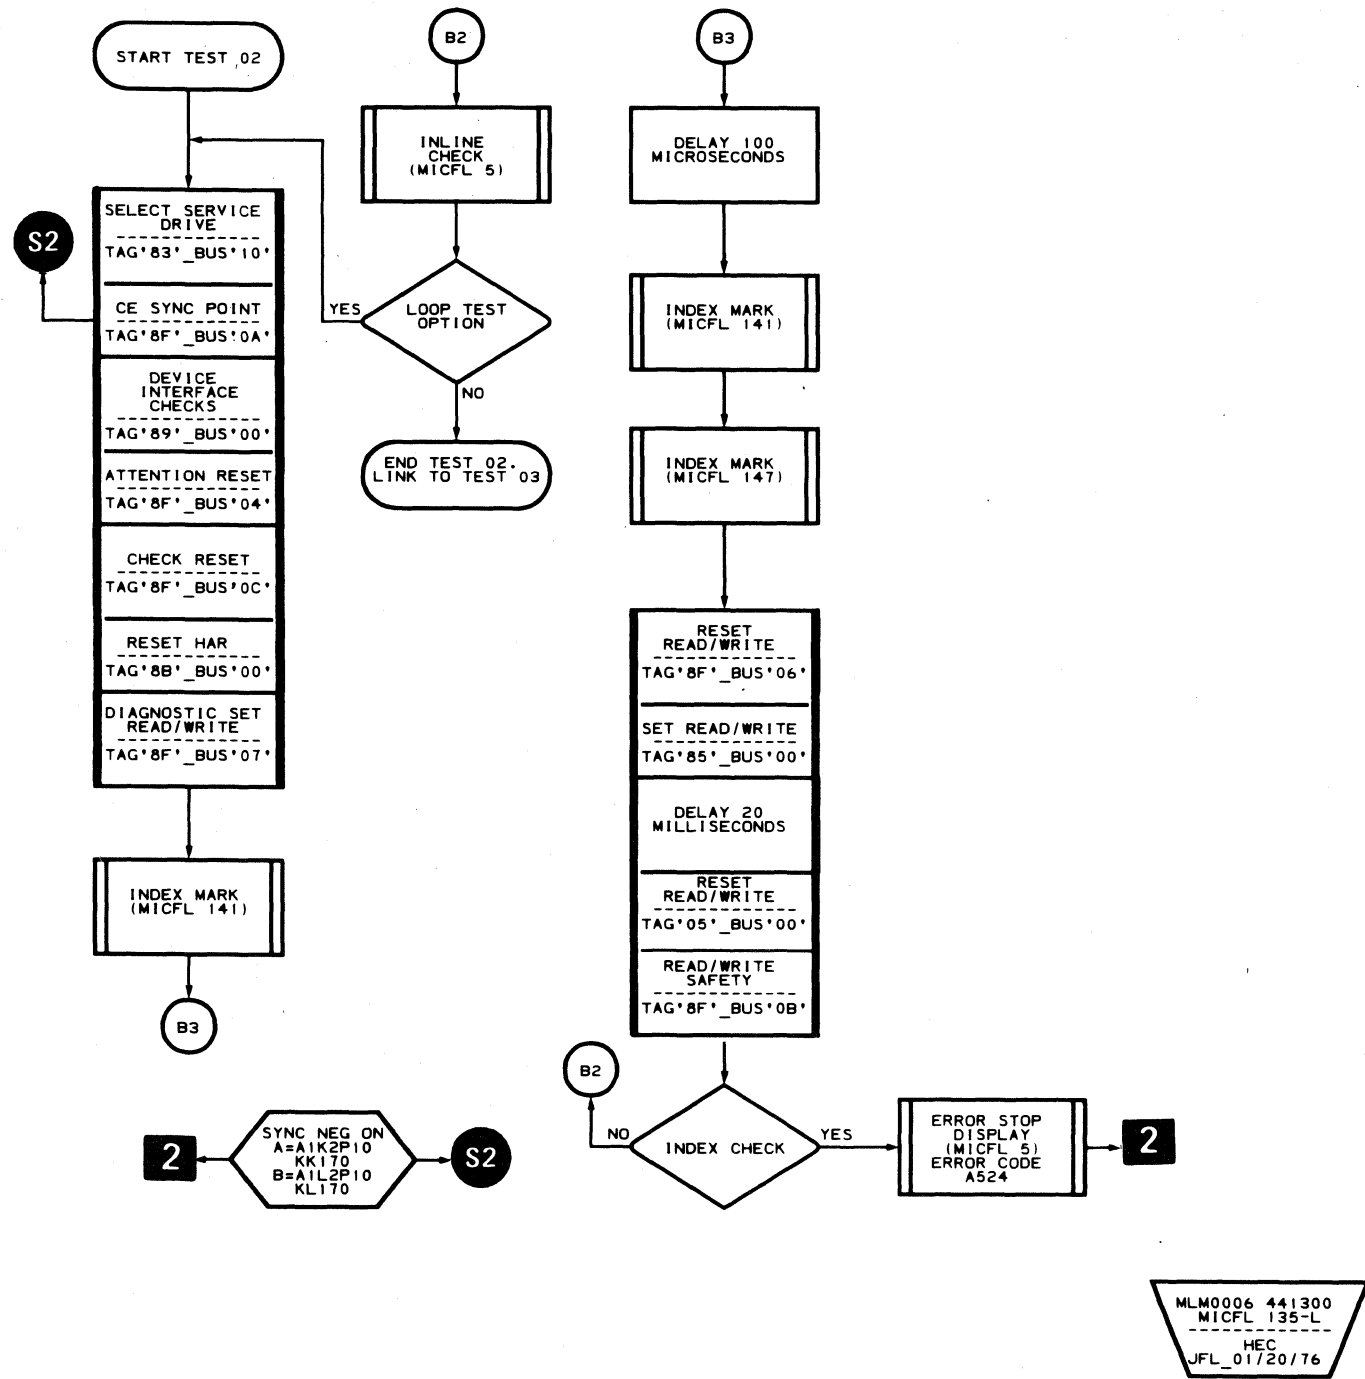 START TEST 02
SELECT SERVICE
DRIVE
TAG'83'_BUS'10'
S2
CE SYNC POINT
TAG'8F'_BUS'0A'
DEVICE
INTERFACE
CHECKS
TAG'89'_BUS'00'
ATTENTION RESET
TAG'8F'_BUS'04'
CHECK RESET
TAG'8F'_BUS'0C'
RESET HAR
TAG'8B'_BUS'00'
DIAGNOSTIC SET
READ/WRITE
TAG'8F'_BUS'07'
INDEX MARK
(MICFL 141)
B3
B2
INLINE
CHECK
(MICFL 5)
YES
LOOP TEST
OPTION
NO
END TEST 02.
LINK TO TEST 03
B3
DELAY 100
MICROSECONDS
INDEX MARK
(MICFL 141)
INDEX MARK
(MICFL 147)
RESET
READ/WRITE
TAG'8F'_BUS'06'
SET READ/WRITE
TAG'85'_BUS'00'
DELAY 20
MILLISECONDS
RESET
READ/WRITE
TAG'05'_BUS'00'
READ/WRITE
SAFETY
TAG'8F'_BUS'0B'
B2
NO
INDEX CHECK
YES
ERROR STOP
DISPLAY
(MICFL 5)
ERROR CODE
A524
2
2
SYNC NEG ON
A=A1K2P10
KK170
B=A1L2P10
KL170
S2
MLM0006 441300
MICFL 135-L
HEC
JFL_01/20/76